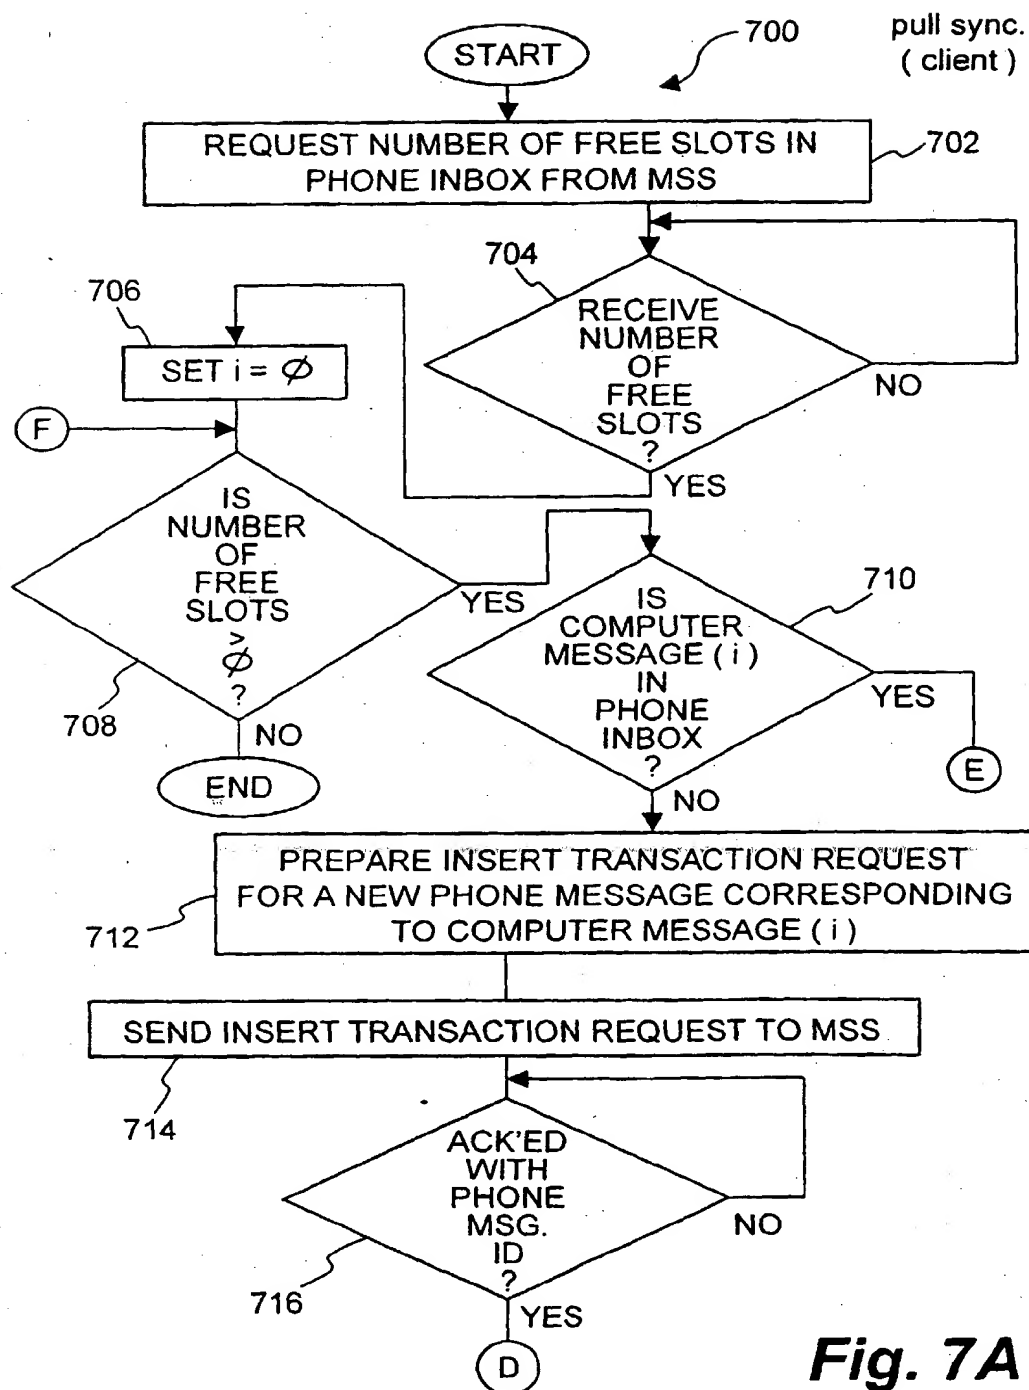 START
700
pull sync.
( client )
REQUEST NUMBER OF FREE SLOTS IN
PHONE INBOX FROM MSS
702
704
RECEIVE
NUMBER
OF
FREE
SLOTS
?
NO
YES
706
SET i = ∅
F
IS
NUMBER
OF
FREE
SLOTS
>
∅
?
YES
708
NO
END
710
IS
COMPUTER
MESSAGE ( i )
IN
PHONE
INBOX
?
YES
E
NO
PREPARE INSERT TRANSACTION REQUEST
FOR A NEW PHONE MESSAGE CORRESPONDING
TO COMPUTER MESSAGE ( i )
712
SEND INSERT TRANSACTION REQUEST TO MSS
714
ACK'ED
WITH
PHONE
MSG.
ID
?
NO
716
YES
D
Fig. 7A